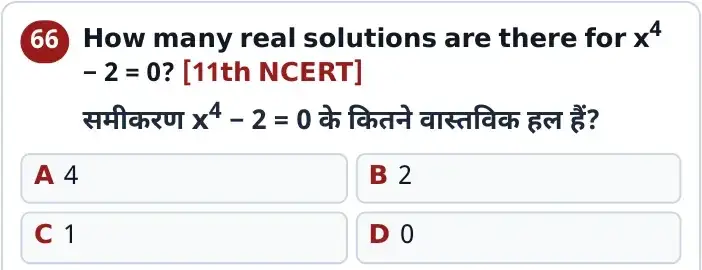 66 How many real solutions are there for x⁴
– 2 = 0? [11th NCERT]
समीकरण x⁴ – 2 = 0 के कितने वास्तविक हल हैं?
A 4 B 2
C 1 D 0